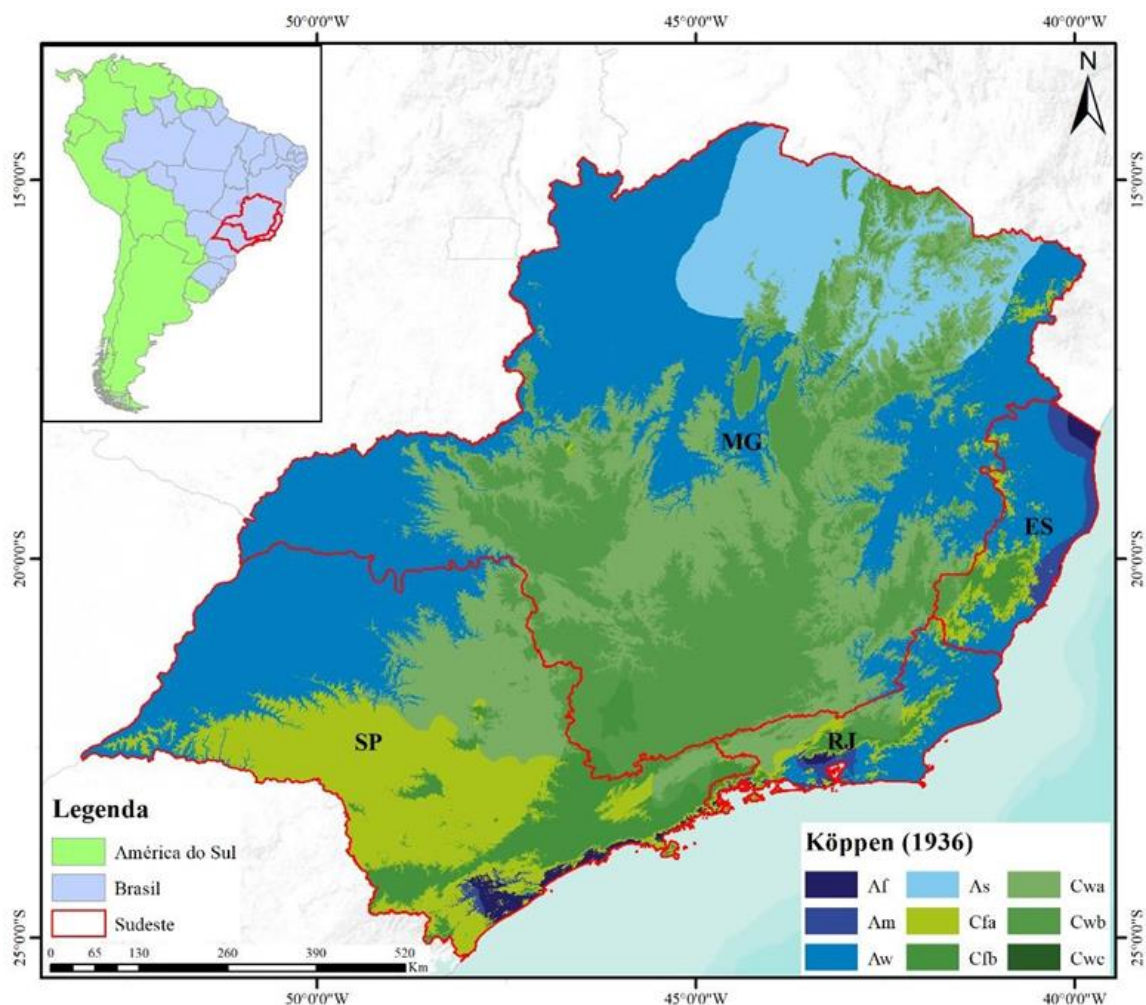 50°0'0"W 45°0'0"W 40°0'0"W
N
15°0'0"S 15°0'0"S
MG
ES
20°0'0"S 20°0'0"S
SP
RJ
Legenda
América do Sul
Brasil
Sudeste
0 65 130 260 390 520
Km
Köppen (1936)
Af As Cwa
Am Cfa Cwb
Aw Cfb Cwc
25°0'0"S 25°0'0"S
50°0'0"W 45°0'0"W 40°0'0"W